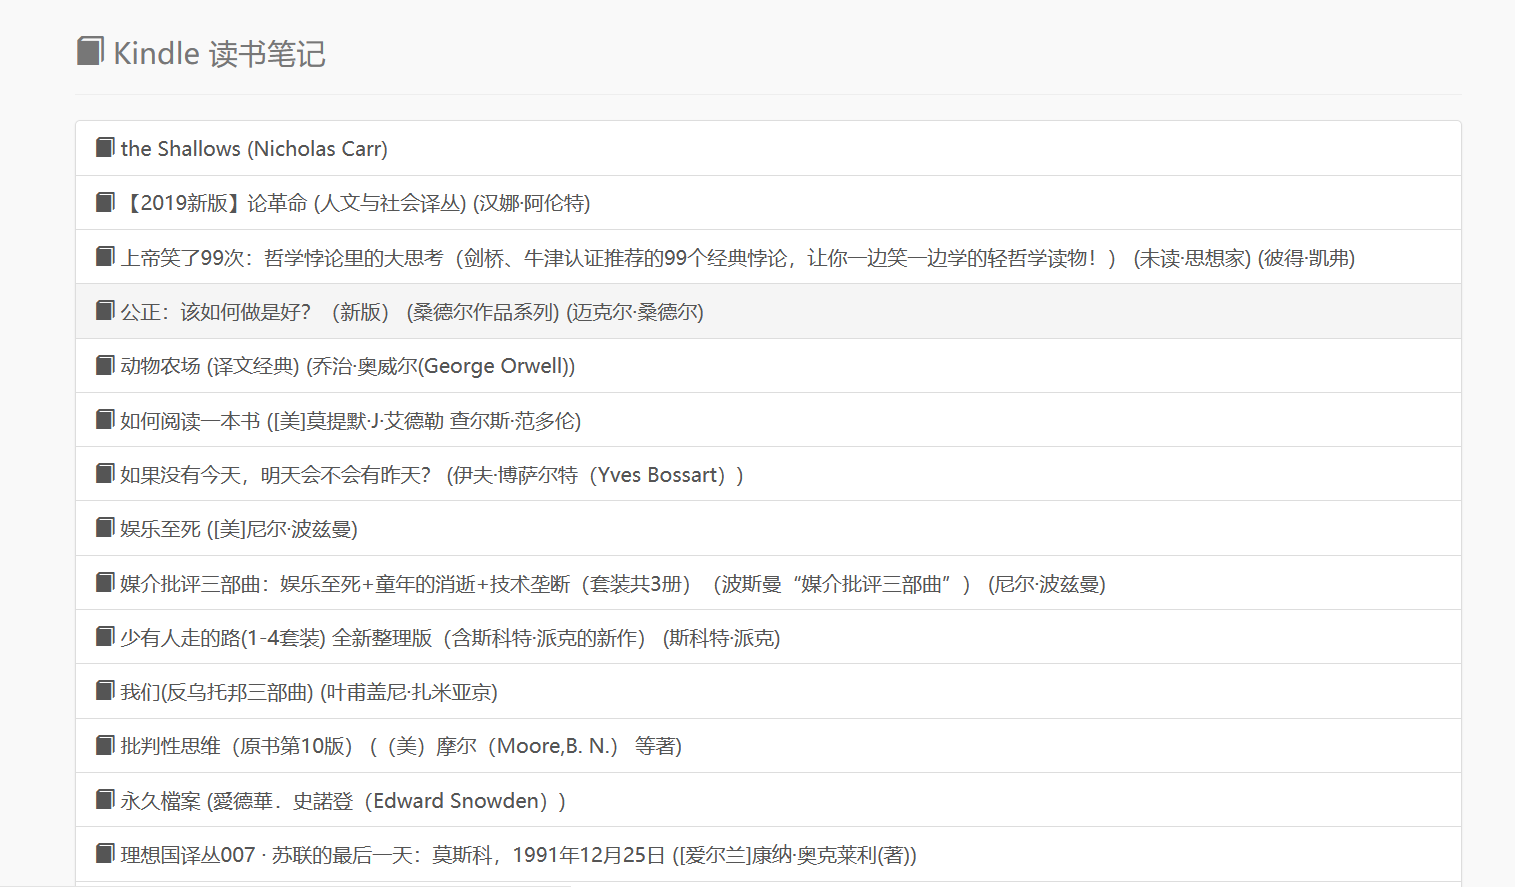 Kindle 读书笔记
the Shallows (Nicholas Carr)
【2019新版】论革命 (人文与社会译丛) (汉娜·阿伦特)
上帝笑了99次：哲学悖论里的大思考（剑桥、牛津认证推荐的99个经典悖论，让你一边笑一边学的轻哲学读物！） (未读·思想家) (彼得·凯弗)
公正：该如何做是好？（新版） (桑德尔作品系列) (迈克尔·桑德尔)
动物农场 (译文经典) (乔治·奥威尔(George Orwell))
如何阅读一本书 ([美]莫提默·J·艾德勒 查尔斯·范多伦)
如果没有今天，明天会不会有昨天？ (伊夫·博萨尔特（Yves Bossart）)
娱乐至死 ([美]尼尔·波兹曼)
媒介批评三部曲：娱乐至死+童年的消逝+技术垄断（套装共3册）（波斯曼“媒介批评三部曲”） (尼尔·波兹曼)
少有人走的路(1-4套装) 全新整理版（含斯科特·派克的新作） (斯科特·派克)
我们(反乌托邦三部曲) (叶甫盖尼·扎米亚京)
批判性思维（原书第10版） (（美）摩尔（Moore,B. N.） 等著)
永久檔案 (愛德華．史諾登（Edward Snowden）)
理想国译丛007 · 苏联的最后一天：莫斯科，1991年12月25日 ([爱尔兰]康纳·奥克莱利(著))